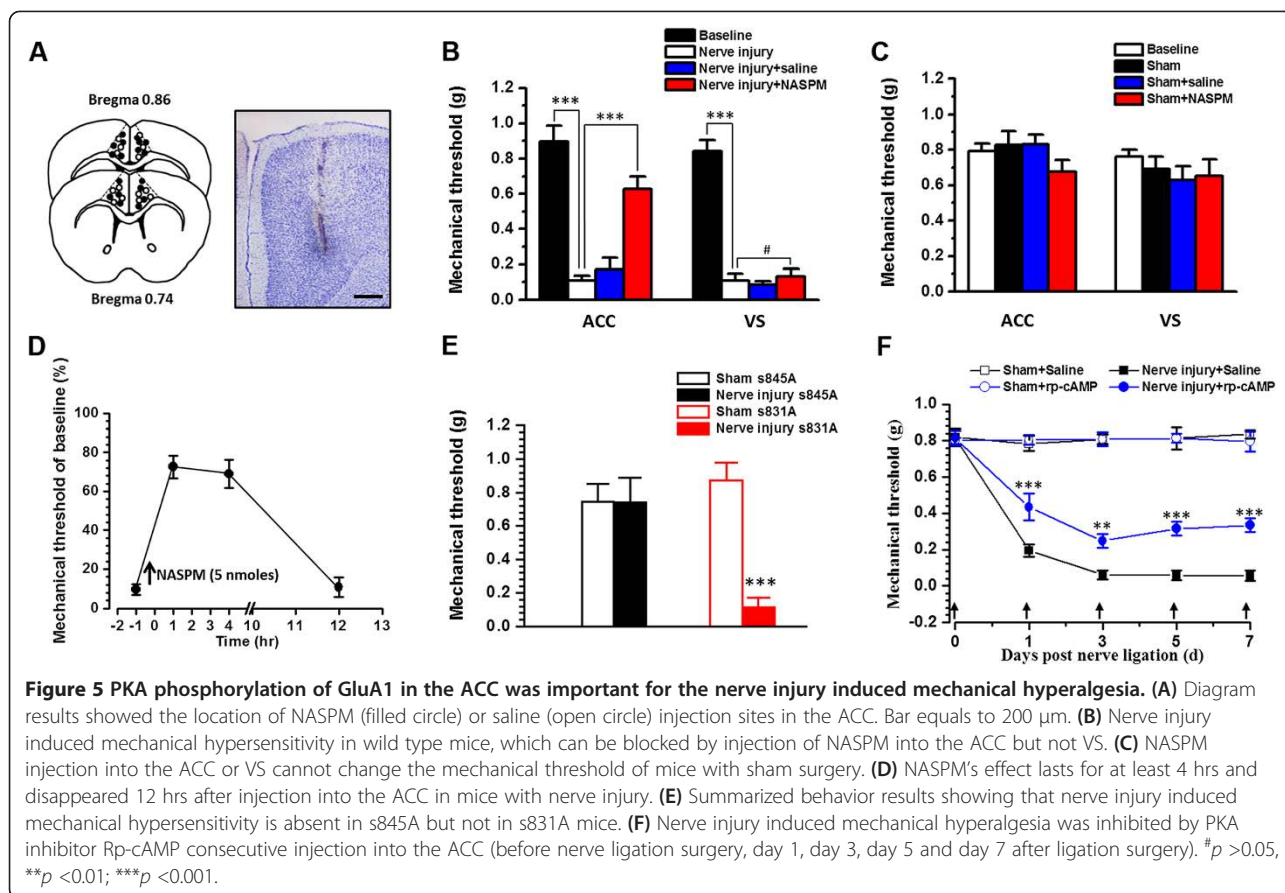 A
Bregma 0.86
Bregma 0.74
B
Baseline
Nerve injury
Nerve injury+saline
Nerve injury+NASPM
Mechanical threshold (g)
1.2
1.0
0.8
0.6
0.4
0.2
0.0
***
***
***
#
ACC
VS
C
Baseline
Sham
Sham+saline
Sham+NASPM
Mechanical threshold (g)
1.2
1.0
0.8
0.6
0.4
0.2
0.0
ACC
VS
D
Mechanical threshold of baseline (%)
100
80
60
40
20
0
NASPM (5 nmoles)
-2 -1 0 1 4 10 11 12 13
Time (hr)
E
Sham s845A
Nerve injury s845A
Sham s831A
Nerve injury s831A
Mechanical threshold (g)
1.2
1.0
0.8
0.6
0.4
0.2
0.0
***
F
Sham+Saline Nerve injury+Saline
Sham+rp-cAMP Nerve injury+rp-cAMP
Mechanical threshold (g)
1.0
0.8
0.6
0.4
0.2
0.0
-0.2
***
**
***
***
0 1 3 5 7
Days post nerve ligation (d)
Figure 5 PKA phosphorylation of GluA1 in the ACC was important for the nerve injury induced mechanical hyperalgesia. (A) Diagram
results showed the location of NASPM (filled circle) or saline (open circle) injection sites in the ACC. Bar equals to 200 μm. (B) Nerve injury
induced mechanical hypersensitivity in wild type mice, which can be blocked by injection of NASPM into the ACC but not VS. (C) NASPM
injection into the ACC or VS cannot change the mechanical threshold of mice with sham surgery. (D) NASPM's effect lasts for at least 4 hrs and
disappeared 12 hrs after injection into the ACC in mice with nerve injury. (E) Summarized behavior results showing that nerve injury induced
mechanical hypersensitivity is absent in s845A but not in s831A mice. (F) Nerve injury induced mechanical hyperalgesia was inhibited by PKA
inhibitor Rp-cAMP consecutive injection into the ACC (before nerve ligation surgery, day 1, day 3, day 5 and day 7 after ligation surgery). #p >0.05,
**p <0.01; ***p <0.001.